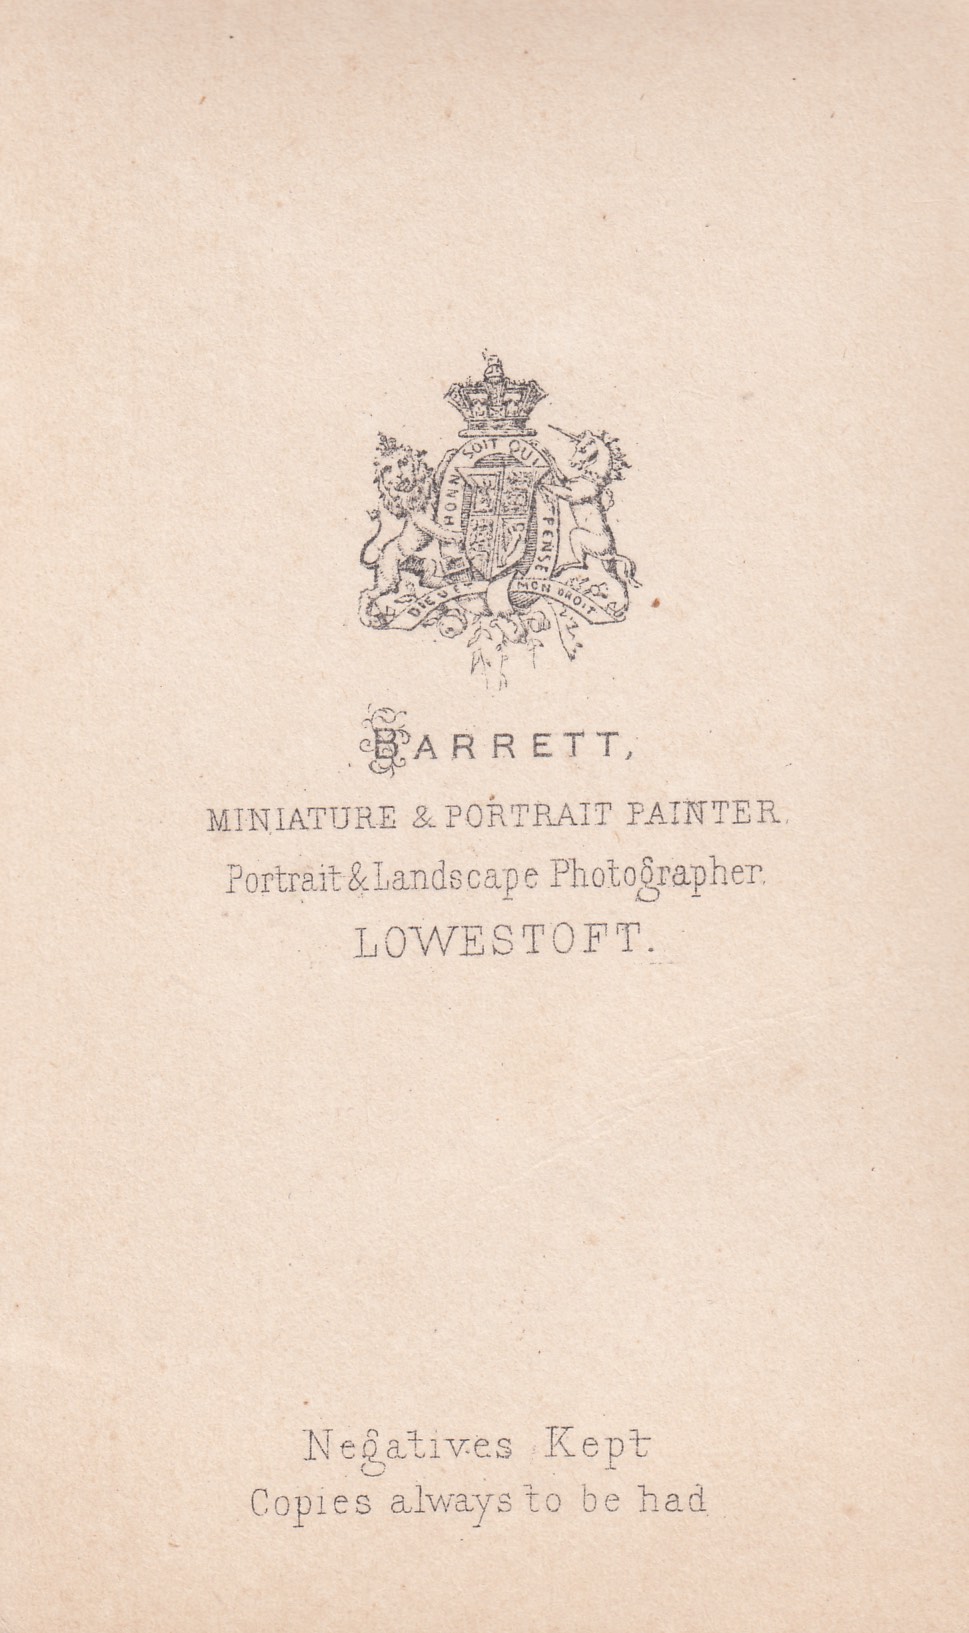 HONI SOIT QUI PENSE
DIEU ET MON DROIT
BARRETT,
MINIATURE & PORTRAIT PAINTER,
Portrait & Landscape Photographer.
LOWESTOFT.
Negatives Kept
Copies always to be had